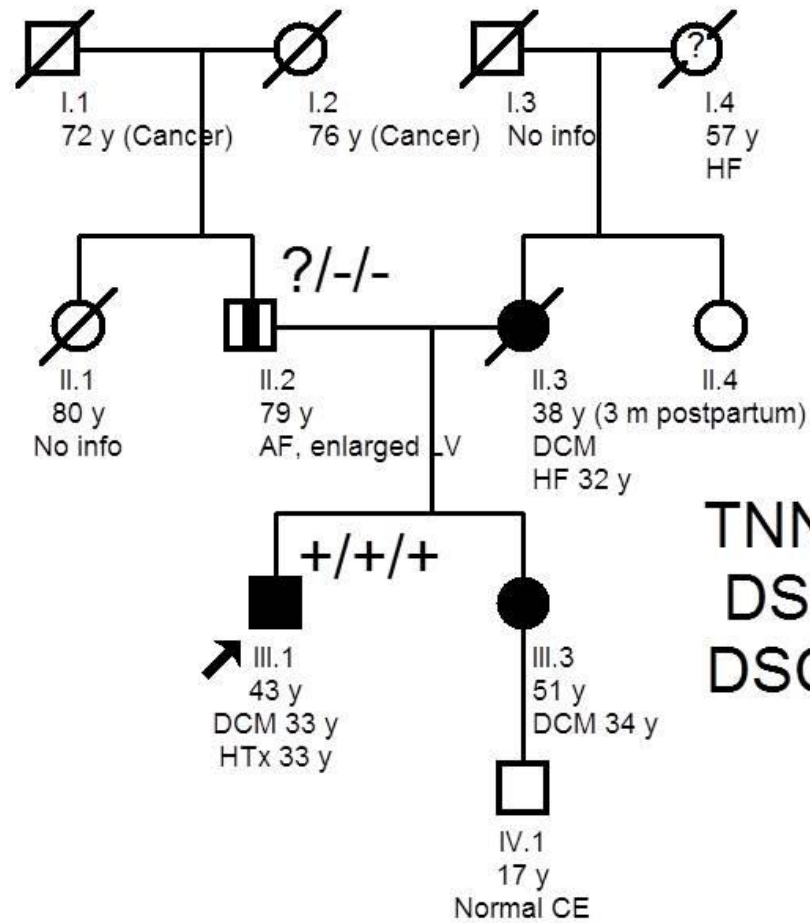 ?
I.1
72 y (Cancer)
I.2
76 y (Cancer)
I.3
No info
I.4
57 y
HF
?/-/-
II.1
80 y
No info
II.2
79 y
AF, enlarged LV
II.3
38 y (3 m postpartum)
DCM
HF 32 y
II.4
+/+/+
III.1
43 y
DCM 33 y
HTx 33 y
III.3
51 y
DCM 34 y
IV.1
17 y
Normal CE